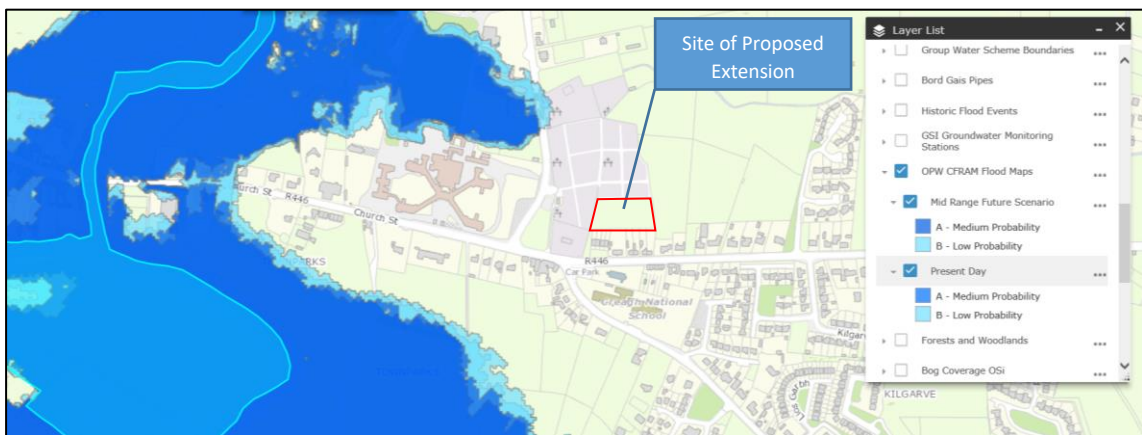 Site of Proposed
Extension
Layer List
Group Water Scheme Boundaries
Bord Gais Pipes
Historic Flood Events
GSI Groundwater Monitoring
Stations
OPW CFRAM Flood Maps
Mid Range Future Scenario
A - Medium Probability
B - Low Probability
Present Day
A - Medium Probability
B - Low Probability
Forests and Woodlands
Bog Coverage OSi
Church St
R446
Church St
R446
Car Park
Creagh National
School
KILGARVE